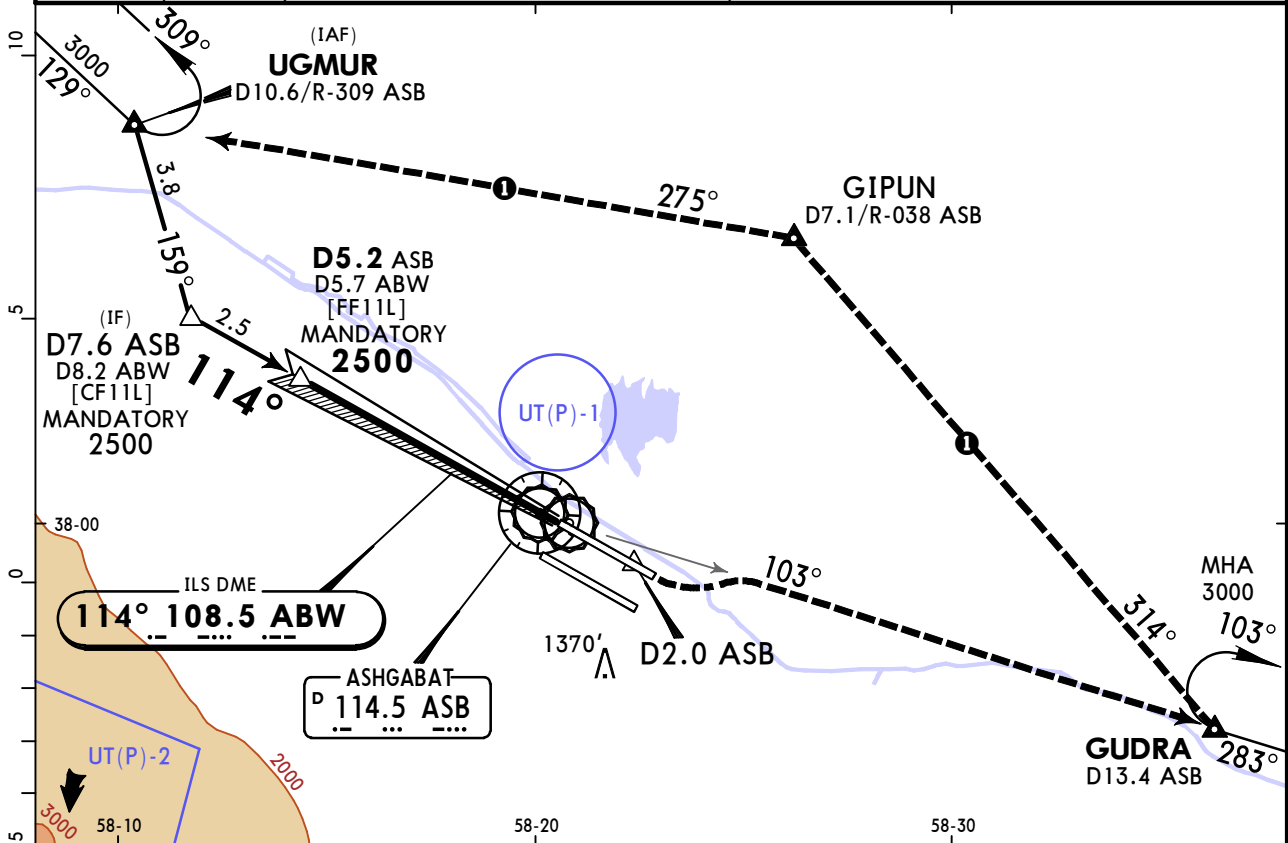 10
309°
3000
129°
(IAF)
UGMUR
D10.6/R-309 ASB
3.8
159°
1
275°
GIPUN
D7.1/R-038 ASB
D5.2 ASB
D5.7 ABW
[FF11L]
MANDATORY
2500
5
(IF)
D7.6 ASB
D8.2 ABW
[CF11L]
MANDATORY
2500
2.5
114°
UT(P)-1
1
38-00
0
ILS DME
114° 108.5 ABW
103°
MHA
3000
103°
314°
1370'
D2.0 ASB
ASHGABAT
D 114.5 ASB
GUDRA
D13.4 ASB
283°
UT(P)-2
2000
3000
5
58-10
58-20
58-30